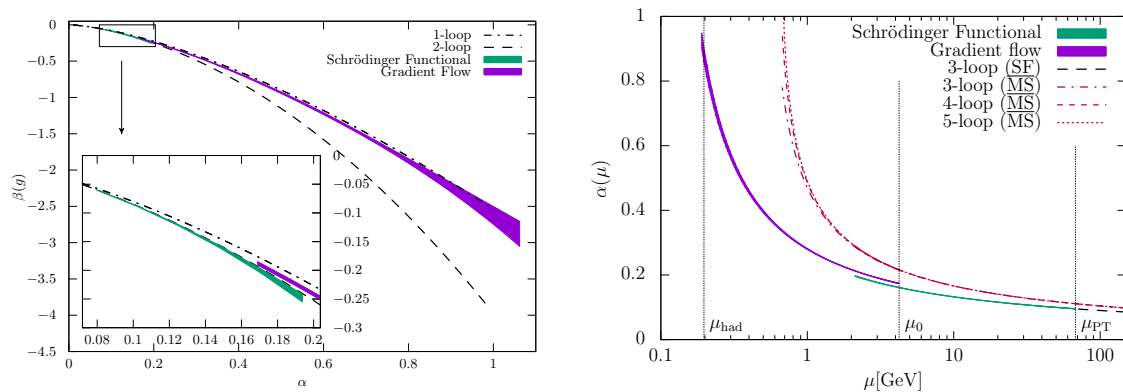 0
−0.5
−1
−1.5
−2
−2.5
−3
−3.5
−4
−4.5
0
0.2
0.4
0.6
0.8
1
β(g)
α
1-loop
2-loop
Schrödinger Functional
Gradient Flow
0
−0.05
−0.1
−0.15
−0.2
−0.25
−0.3
0.08
0.1
0.12
0.14
0.16
0.18
0.2
1
0.8
0.6
0.4
0.2
0
0.1
1
10
100
α(μ)
μ[GeV]
Schrödinger Functional
Gradient flow
3-loop (SF)
3-loop (MS)
4-loop (MS)
5-loop (MS)
μhad
μ0
μPT